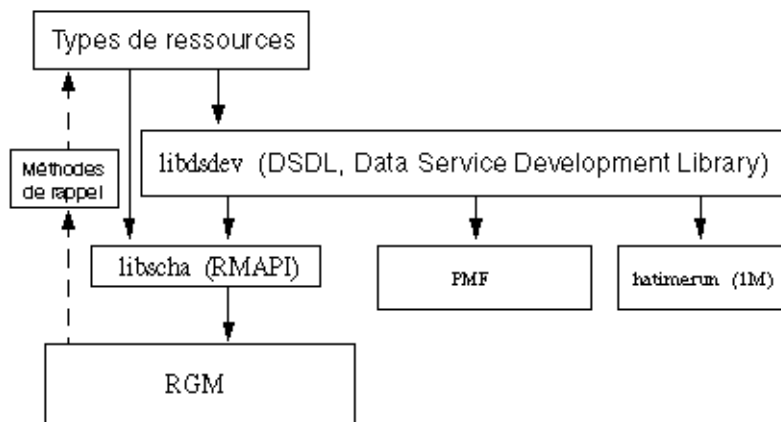 Types de ressources
libdsdev (DSDL, Data Service Development Library)
Méthodes
de rappel
libscha (RMAPI)
PMF
hatimerun (1M)
RGM